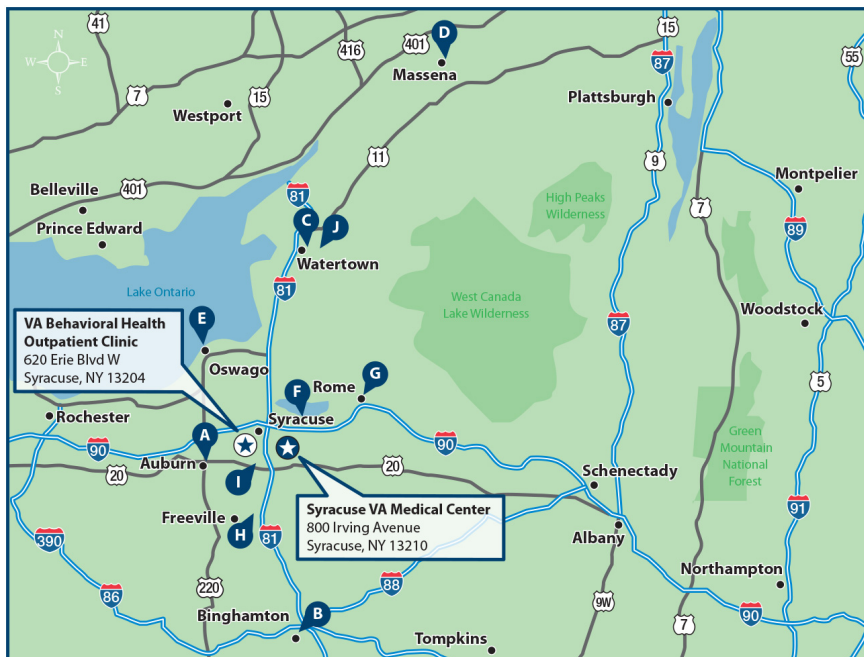 41
416
401
D
15
87
55
N
W
E
S
Massena
7
15
Westport
Plattsburgh
11
9
Belleville
401
81
High Peaks
Wilderness
Montpelier
Prince Edward
C
J
7
89
Watertown
Lake Ontario
81
West Canada
Lake Wilderness
VA Behavioral Health
Outpatient Clinic
620 Erie Blvd W
Syracuse, NY 13204
E
Oswago
87
Woodstock
Rome
G
F
5
Rochester
Syracuse
90
A
90
Green
Mountain
National
Forest
Auburn
20
I
20
Schenectady
Syracuse VA Medical Center
800 Irving Avenue
Syracuse, NY 13210
Freeville
H
91
Albany
390
81
220
88
Northampton
86
9W
Binghamton
B
90
Tompkins
7